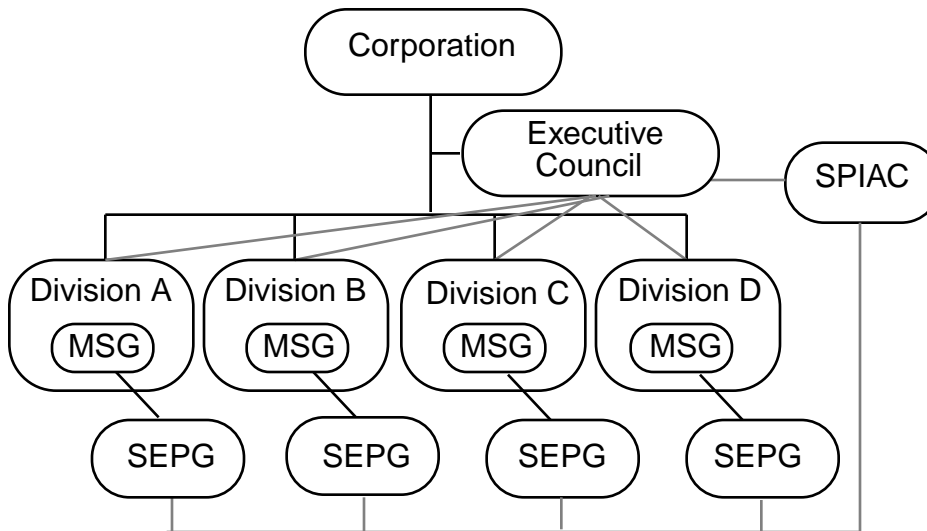 Corporation
Executive
Council
SPIAC
Division A
Division B
Division C
Division D
MSG
MSG
MSG
MSG
SEPG
SEPG
SEPG
SEPG